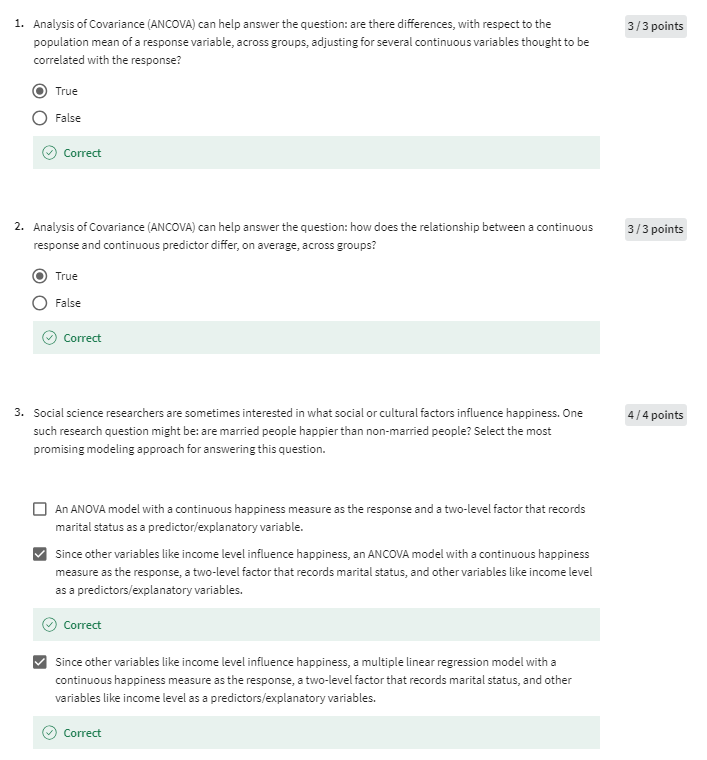 1. Analysis of Covariance (ANCOVA) can help answer the question: are there differences, with respect to the
3 / 3 points
population mean of a response variable, across groups, adjusting for several continuous variables thought to be
correlated with the response?
True
False
Correct
2. Analysis of Covariance (ANCOVA) can help answer the question: how does the relationship between a continuous
3 / 3 points
response and continuous predictor differ, on average, across groups?
True
False
Correct
3. Social science researchers are sometimes interested in what social or cultural factors influence happiness. One
4 / 4 points
such research question might be: are married people happier than non-married people? Select the most
promising modeling approach for answering this question.
An ANOVA model with a continuous happiness measure as the response and a two-level factor that records
marital status as a predictor/explanatory variable.
Since other variables like income level influence happiness, an ANCOVA model with a continuous happiness
measure as the response, a two-level factor that records marital status, and other variables like income level
as a predictors/explanatory variables.
Correct
Since other variables like income level influence happiness, a multiple linear regression model with a
continuous happiness measure as the response, a two-level factor that records marital status, and other
variables like income level as a predictors/explanatory variables.
Correct